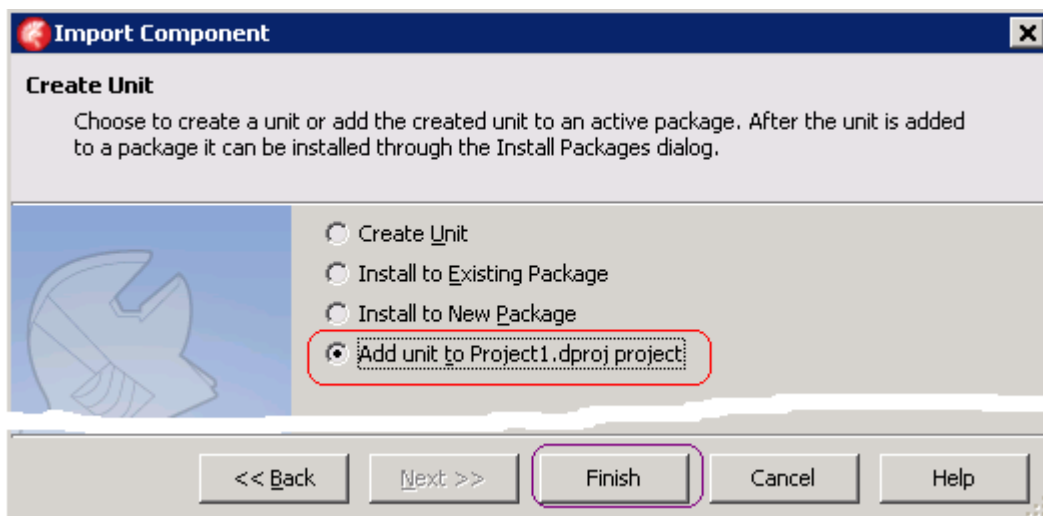 Import Component
Create Unit
Choose to create a unit or add the created unit to an active package. After the unit is added
to a package it can be installed through the Install Packages dialog.
Create Unit
Install to Existing Package
Install to New Package
Add unit to Project1.dproj project
<< Back Next >> Finish Cancel Help